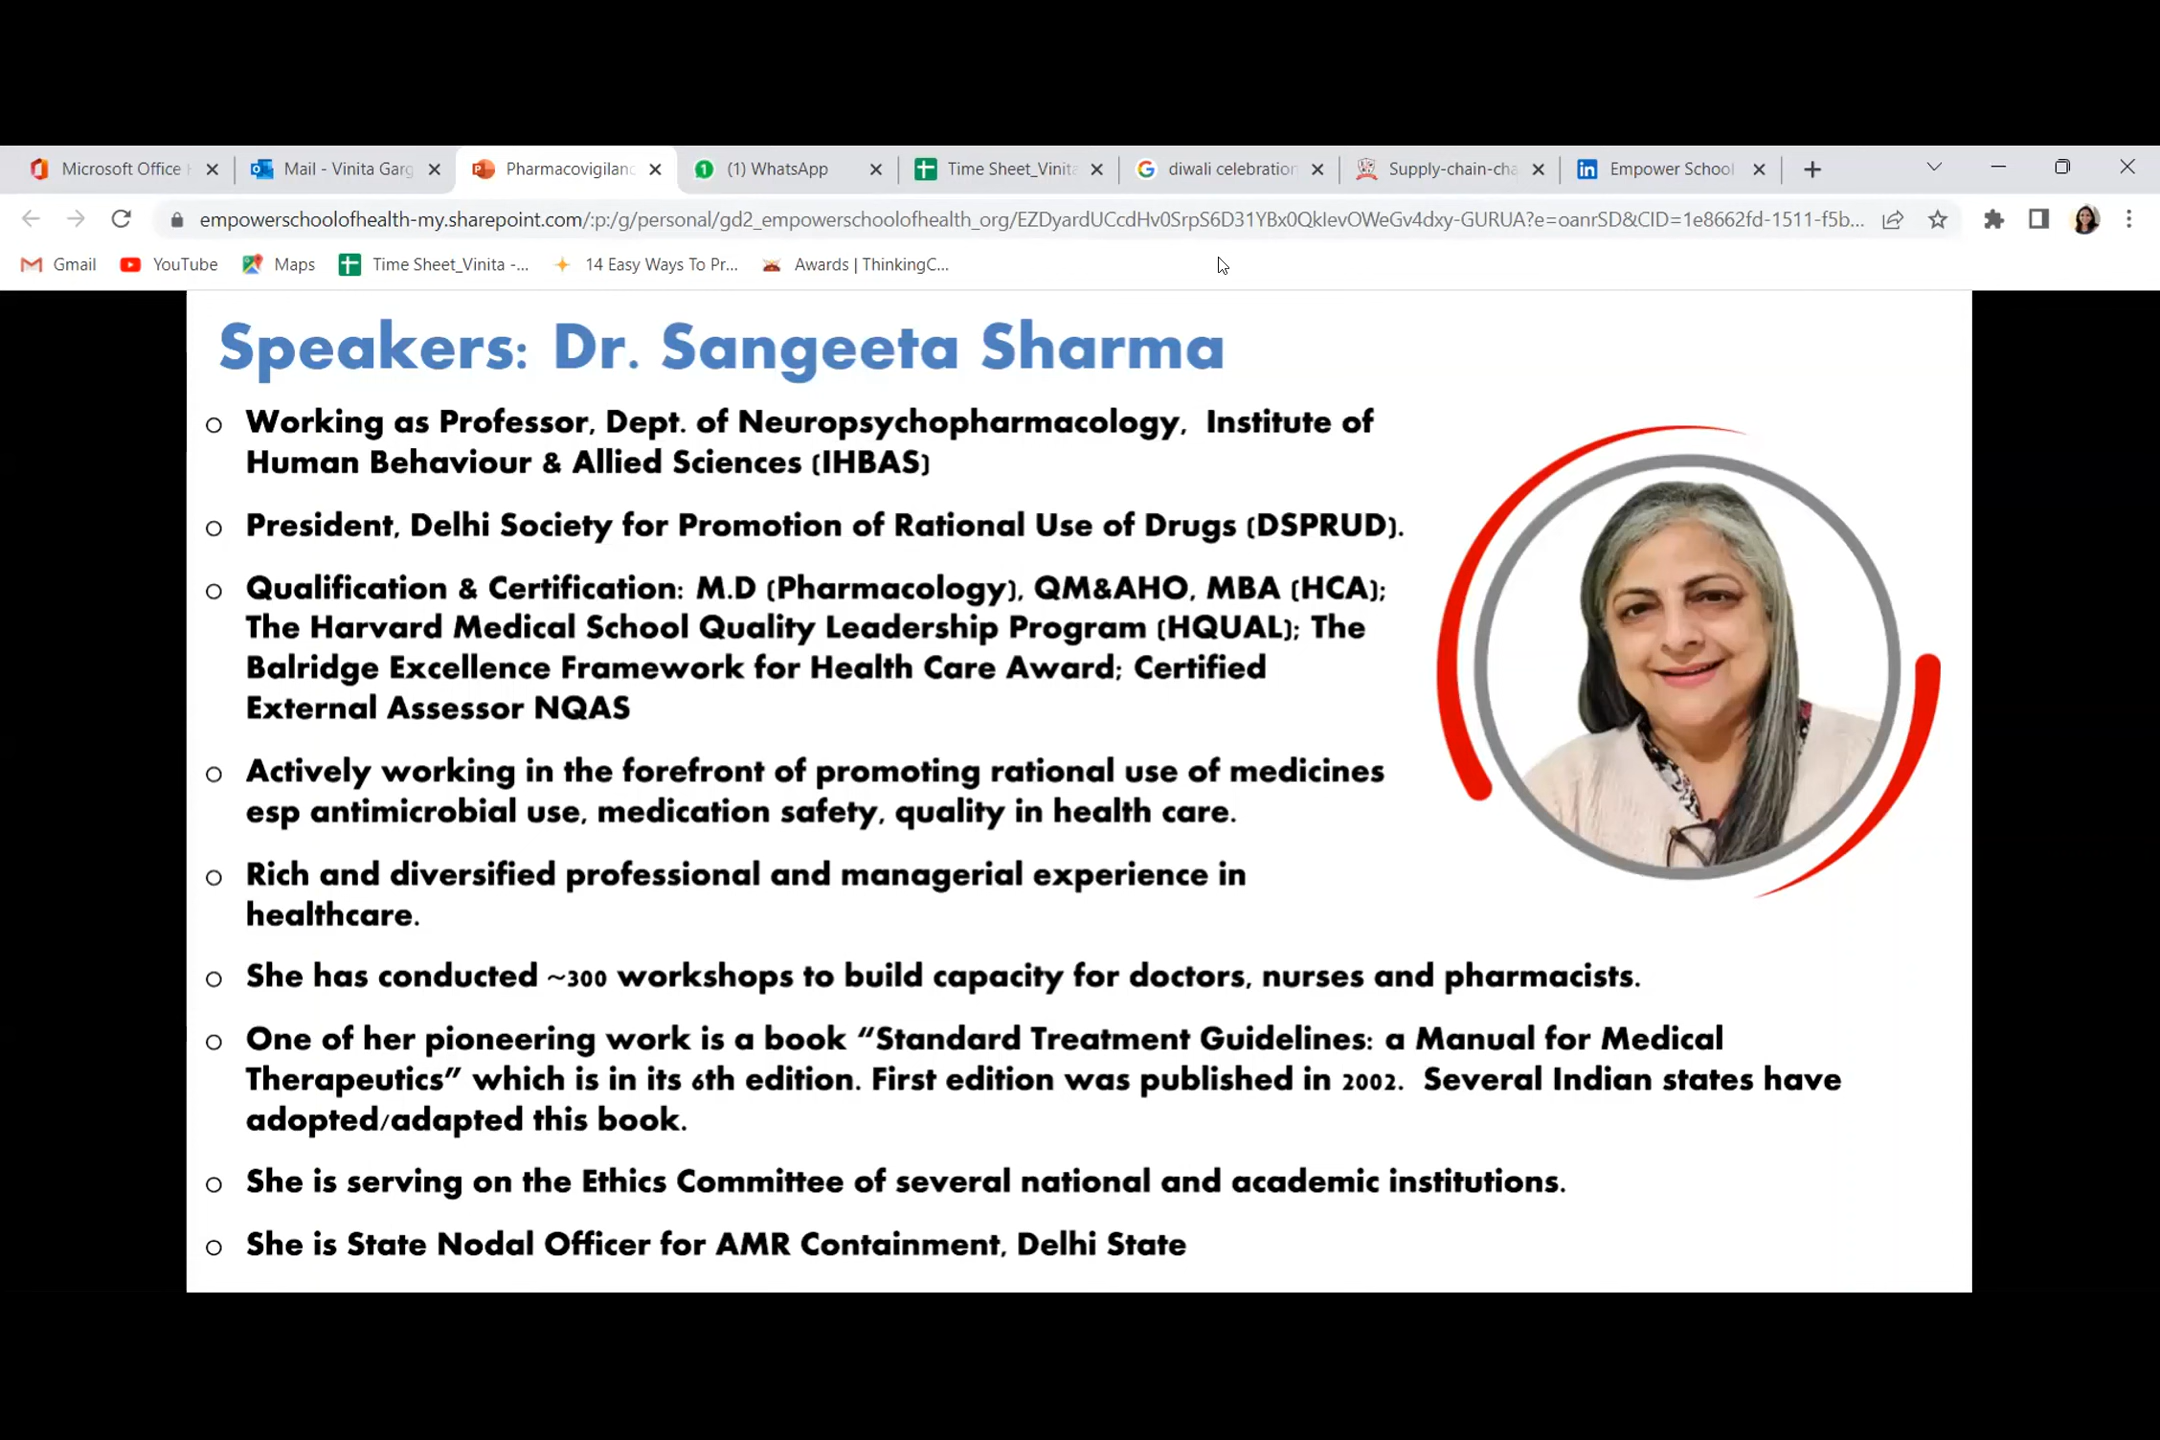 Microsoft Office
Mail - Vinita Garg
Pharmacovigilanc
(1) WhatsApp
Time Sheet_Vinita
diwali celebration
Supply-chain-cha
Empower School
empowerschoolofhealth-my.sharepoint.com/:p:/g/personal/gd2_empowerschoolofhealth_org/EZDyardUCcdHv0SrpS6D31YBx0QkIevOWeGv4dxy-GURUA?e=oanrSD&CID=1e8662fd-1511-f5b...
Gmail
YouTube
Maps
Time Sheet_Vinita -...
14 Easy Ways To Pr...
Awards | ThinkingC...
Speakers: Dr. Sangeeta Sharma
Working as Professor, Dept. of Neuropsychopharmacology, Institute of
Human Behaviour & Allied Sciences (IHBAS)
President, Delhi Society for Promotion of Rational Use of Drugs (DSPRUD).
Qualification & Certification: M.D (Pharmacology), QM&AHO, MBA (HCA);
The Harvard Medical School Quality Leadership Program (HQUAL); The
Balridge Excellence Framework for Health Care Award; Certified
External Assessor NQAS
Actively working in the forefront of promoting rational use of medicines
esp antimicrobial use, medication safety, quality in health care.
Rich and diversified professional and managerial experience in
healthcare.
She has conducted ~300 workshops to build capacity for doctors, nurses and pharmacists.
One of her pioneering work is a book “Standard Treatment Guidelines: a Manual for Medical
Therapeutics” which is in its 6th edition. First edition was published in 2002. Several Indian states have
adopted/adapted this book.
She is serving on the Ethics Committee of several national and academic institutions.
She is State Nodal Officer for AMR Containment, Delhi State